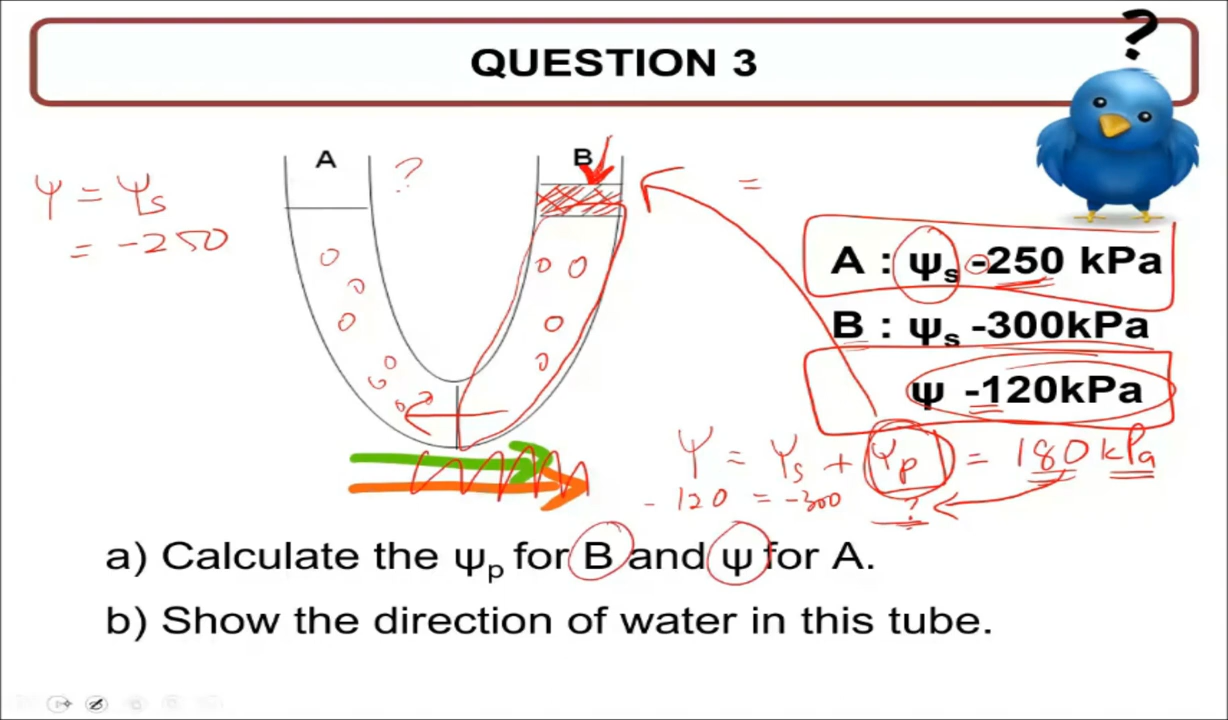 QUESTION 3
?
A
?
B
Ψ = Ψs
= -250
=
A : ψs -250 kPa
B : ψs -300kPa
ψ -120kPa
Ψ = Ψs + Ψp = 180 kPa
- 120 = -300 ?
a) Calculate the ψp for B and ψ for A.
b) Show the direction of water in this tube.